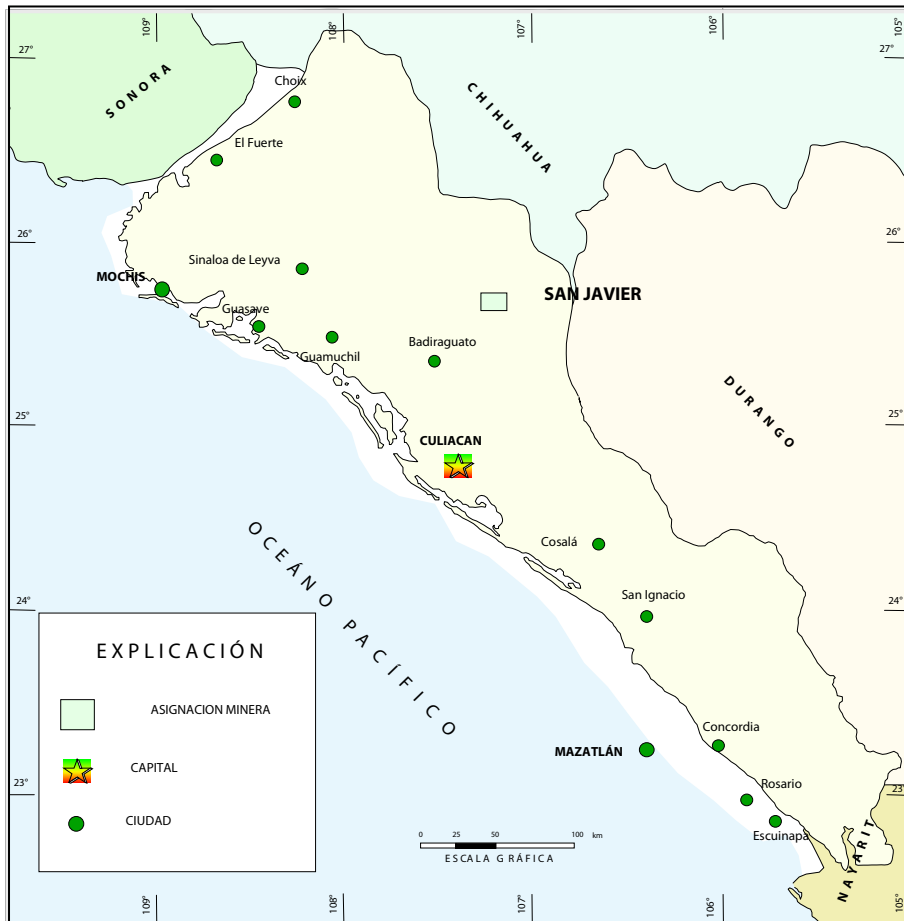 109°
108°
107°
106°
105°
27°
27°
SONORA
Choix
CHIHUAHUA
El Fuerte
26°
26°
Sinaloa de Leyva
MOCHIS
SAN JAVIER
Guasave
Guamuchil
Badiraguato
DURANGO
25°
25°
CULIACAN
OCEÁNO PACÍFICO
Cosalá
San Ignacio
24°
24°
EXPLICACIÓN
ASIGNACION MINERA
CAPITAL
CIUDAD
Concordia
MAZATLÁN
23°
23°
Rosario
Escuinapa
NAYARIT
0 25 50 100 km
ESCALA GRÁFICA
109°
108°
107°
106°
105°